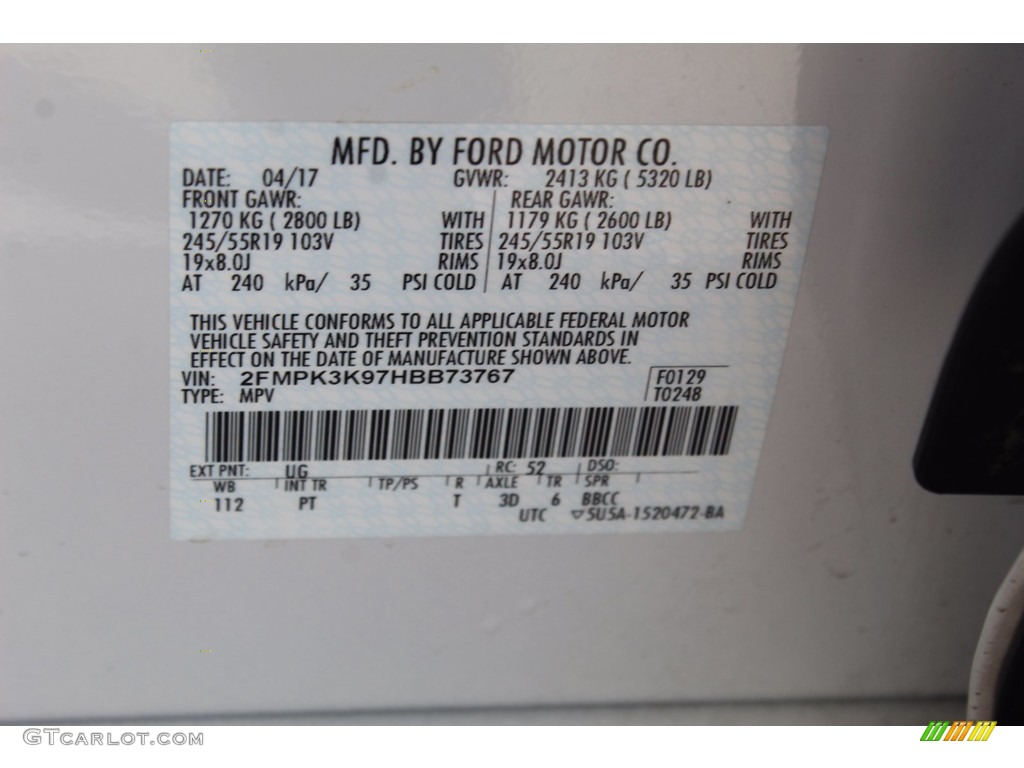 MFD. BY FORD MOTOR CO.
DATE: 04/17 GVWR: 2413 KG ( 5320 LB)
FRONT GAWR: REAR GAWR:
1270 KG ( 2800 LB) WITH 1179 KG ( 2600 LB) WITH
245/55R19 103V TIRES 245/55R19 103V TIRES
19x8.0J RIMS 19x8.0J RIMS
AT 240 kPa/ 35 PSI COLD AT 240 kPa/ 35 PSI COLD
THIS VEHICLE CONFORMS TO ALL APPLICABLE FEDERAL MOTOR
VEHICLE SAFETY AND THEFT PREVENTION STANDARDS IN
EFFECT ON THE DATE OF MANUFACTURE SHOWN ABOVE.
VIN: 2FMPK3K97HBB73767 F0129
TYPE: MPV T0248
EXT PNT: UG RC: 52 DSO:
WB INT TR TP/PS R AXLE TR SPR
112 PT T 3D 6 BBCC
UTC 5U5A-1520472-BA
GTCarLot.com